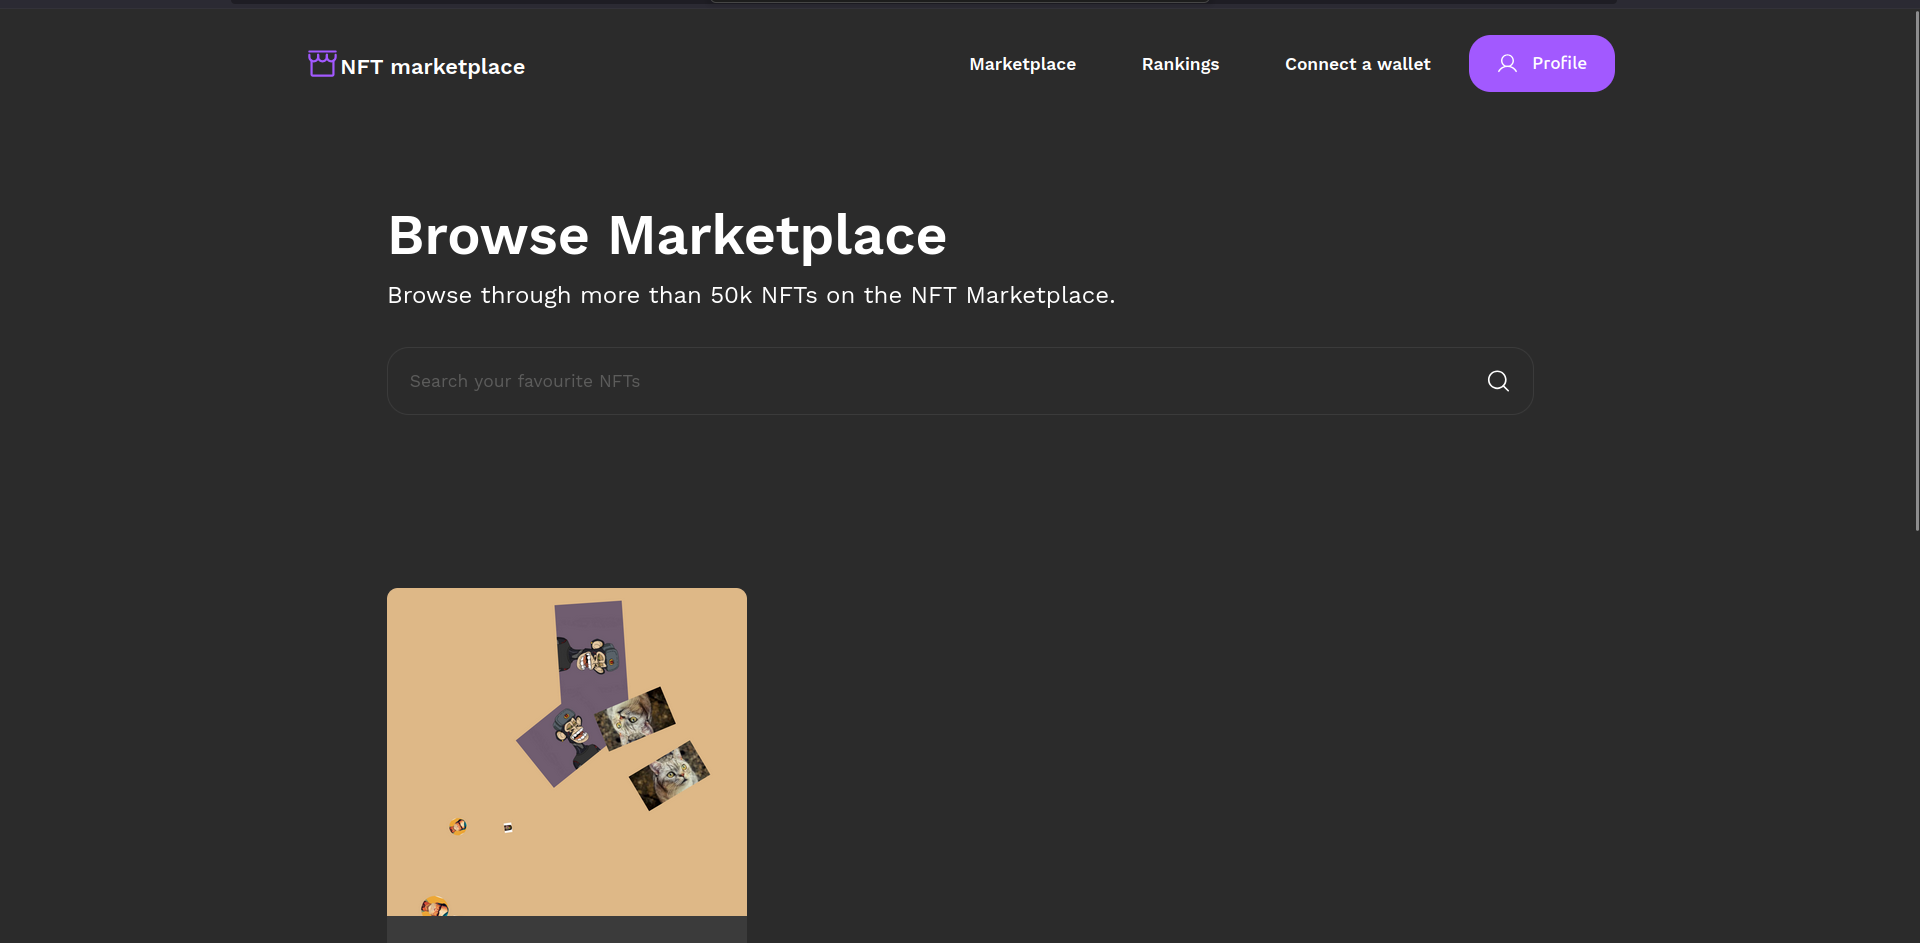 NFT marketplace
Marketplace
Rankings
Connect a wallet
Profile
Browse Marketplace
Browse through more than 50k NFTs on the NFT Marketplace.
Search your favourite NFTs